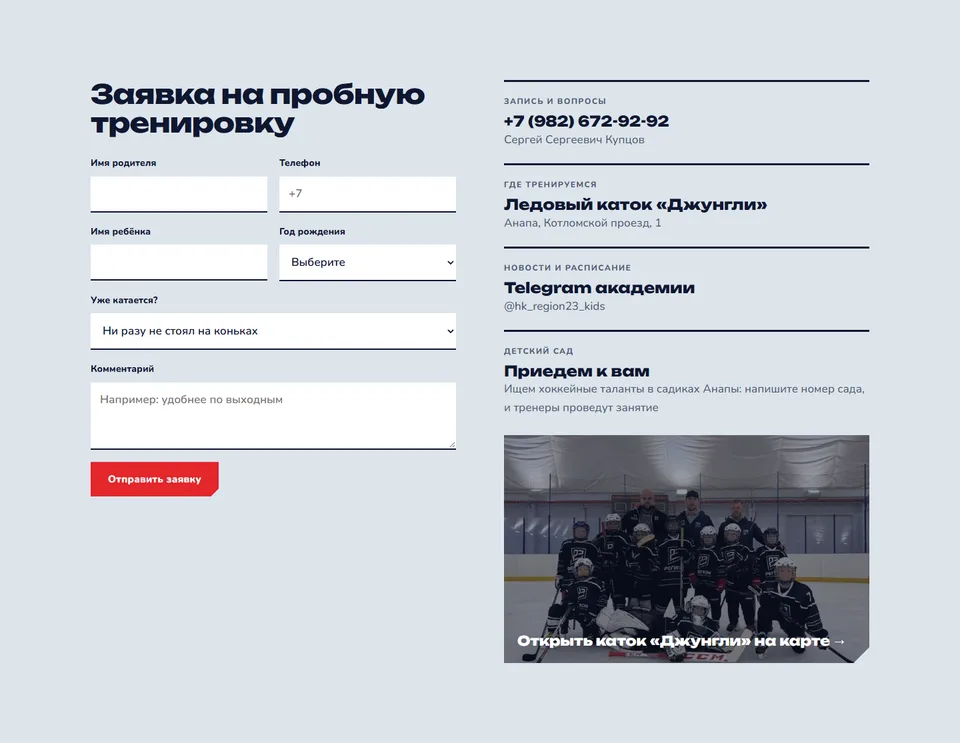 Заявка на пробную
тренировку
Имя родителя
Телефон
+7
Имя ребёнка
Год рождения
Выберите
Уже катается?
Ни разу не стоял на коньках
Комментарий
Например: удобнее по выходным
Отправить заявку
ЗАПИСЬ И ВОПРОСЫ
+7 (982) 672-92-92
Сергей Сергеевич Купцов
ГДЕ ТРЕНИРУЕМСЯ
Ледовый каток «Джунгли»
Анапа, Котломской проезд, 1
НОВОСТИ И РАСПИСАНИЕ
Telegram академии
@hk_region23_kids
ДЕТСКИЙ САД
Приедем к вам
Ищем хоккейные таланты в садиках Анапы: напишите номер сада,
и тренеры проведут занятие
Открыть каток «Джунгли» на карте →
CCM.